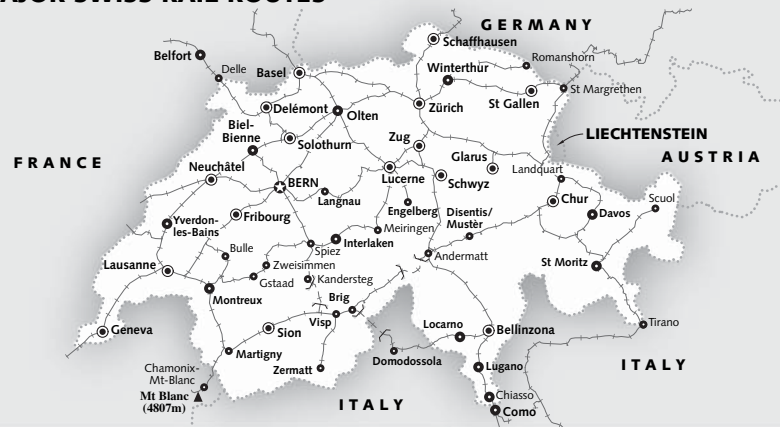 AJOR SWISS RAIL ROUTES
GERMANY
Schaffhausen
Belfort
Delle
Basel
Winterthur
Romanshorn
Delémont
Olten
Zürich
St Gallen
St Margrethen
Biel-
Bienne
Solothurn
Zug
LIECHTENSTEIN
FRANCE
Neuchâtel
BERN
Lucerne
Glarus
Schwyz
Landquart
AUSTRIA
Langnau
Engelberg
Chur
Davos
Scuol
Yverdon-
les-Bains
Fribourg
Disentis/
Mustèr
Meiringen
Bulle
Spiez
Interlaken
Andermatt
Lausanne
Zweisimmen
Gstaad
Kandersteg
St Moritz
Montreux
Brig
Visp
Geneva
Sion
Locarno
Bellinzona
Tirano
Martigny
Zermatt
Domodossola
Lugano
ITALY
Chamonix-
Mt-Blanc
Mt Blanc
(4807m)
ITALY
Chiasso
Como